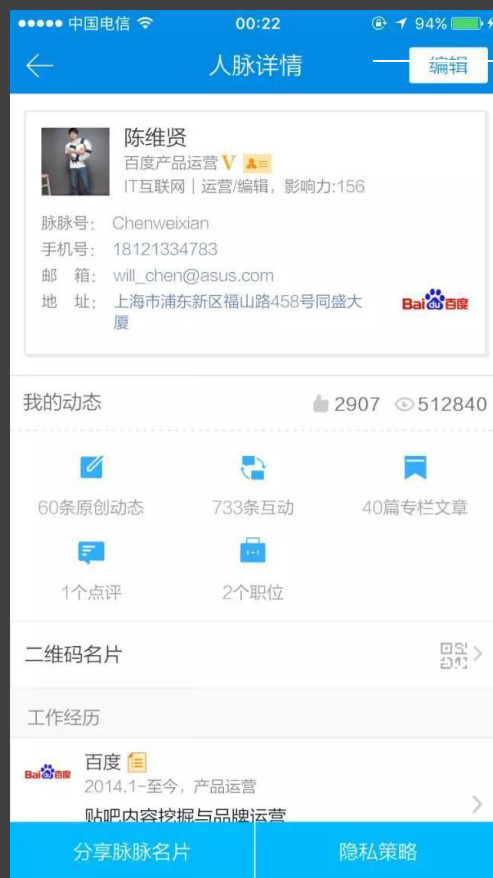 中国电信 00:22 94%
人脉详情 编辑
陈维贤
百度产品运营 V
IT互联网｜运营/编辑，影响力:156
脉脉号： Chenweixian
手机号： 18121334783
邮 箱： will_chen@asus.com
地 址： 上海市浦东新区福山路458号同盛大
厦
Bai du 百度
我的动态 2907 512840
60条原创动态 733条互动 40篇专栏文章
1个点评 2个职位
二维码名片
工作经历
Bai du 百度
百度
2014.1-至今，产品运营
贴吧内容挖掘与品牌运营
分享脉脉名片 隐私策略